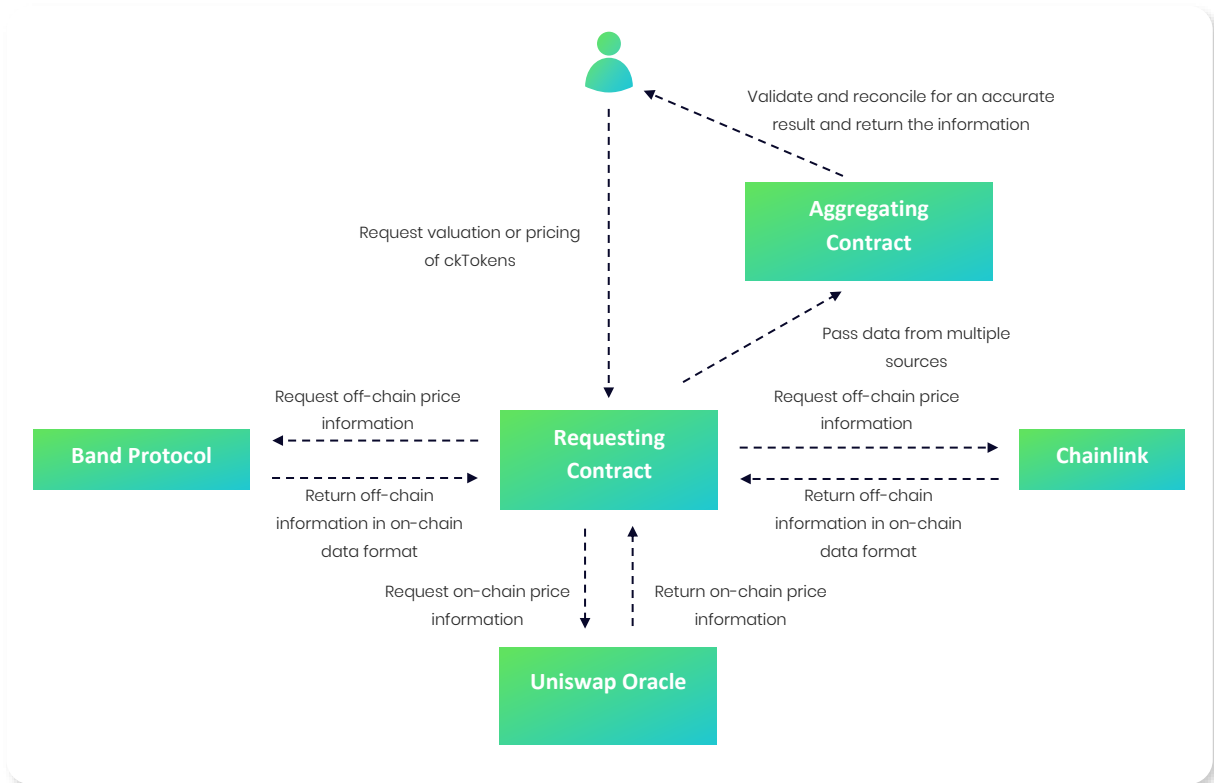 Validate and reconcile for an accurate
result and return the information
Aggregating
Contract
Request valuation or pricing
of ckTokens
Pass data from multiple
sources
Request off-chain price
information
Request off-chain price
information
Band Protocol
Requesting
Contract
Chainlink
Return off-chain
information in on-chain
data format
Return off-chain
information in on-chain
data format
Request on-chain price
information
Return on-chain price
information
Uniswap Oracle